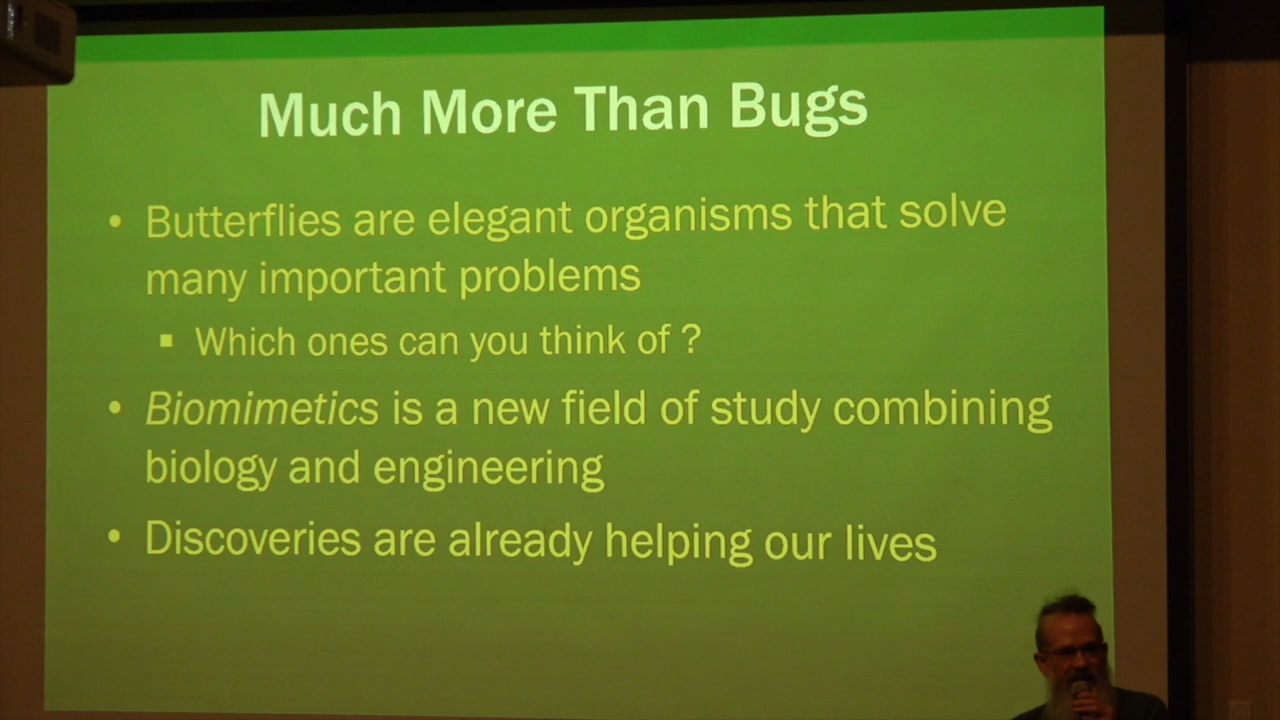 Much More Than Bugs
• Butterflies are elegant organisms that solve
many important problems
▪ Which ones can you think of ?
• Biomimetics is a new field of study combining
biology and engineering
• Discoveries are already helping our lives